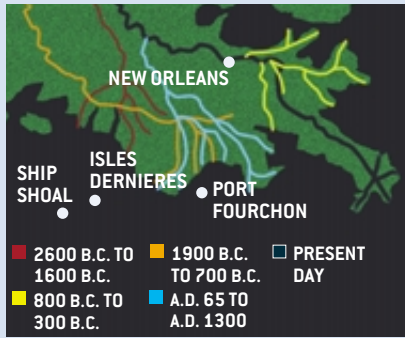 NEW ORLEANS
ISLES
DERNIERES
SHIP
SHOAL
PORT
FOURCHON
2600 B.C. TO
1600 B.C.
1900 B.C.
TO 700 B.C.
PRESENT
DAY
800 B.C. TO
300 B.C.
A.D. 65 TO
A.D. 1300